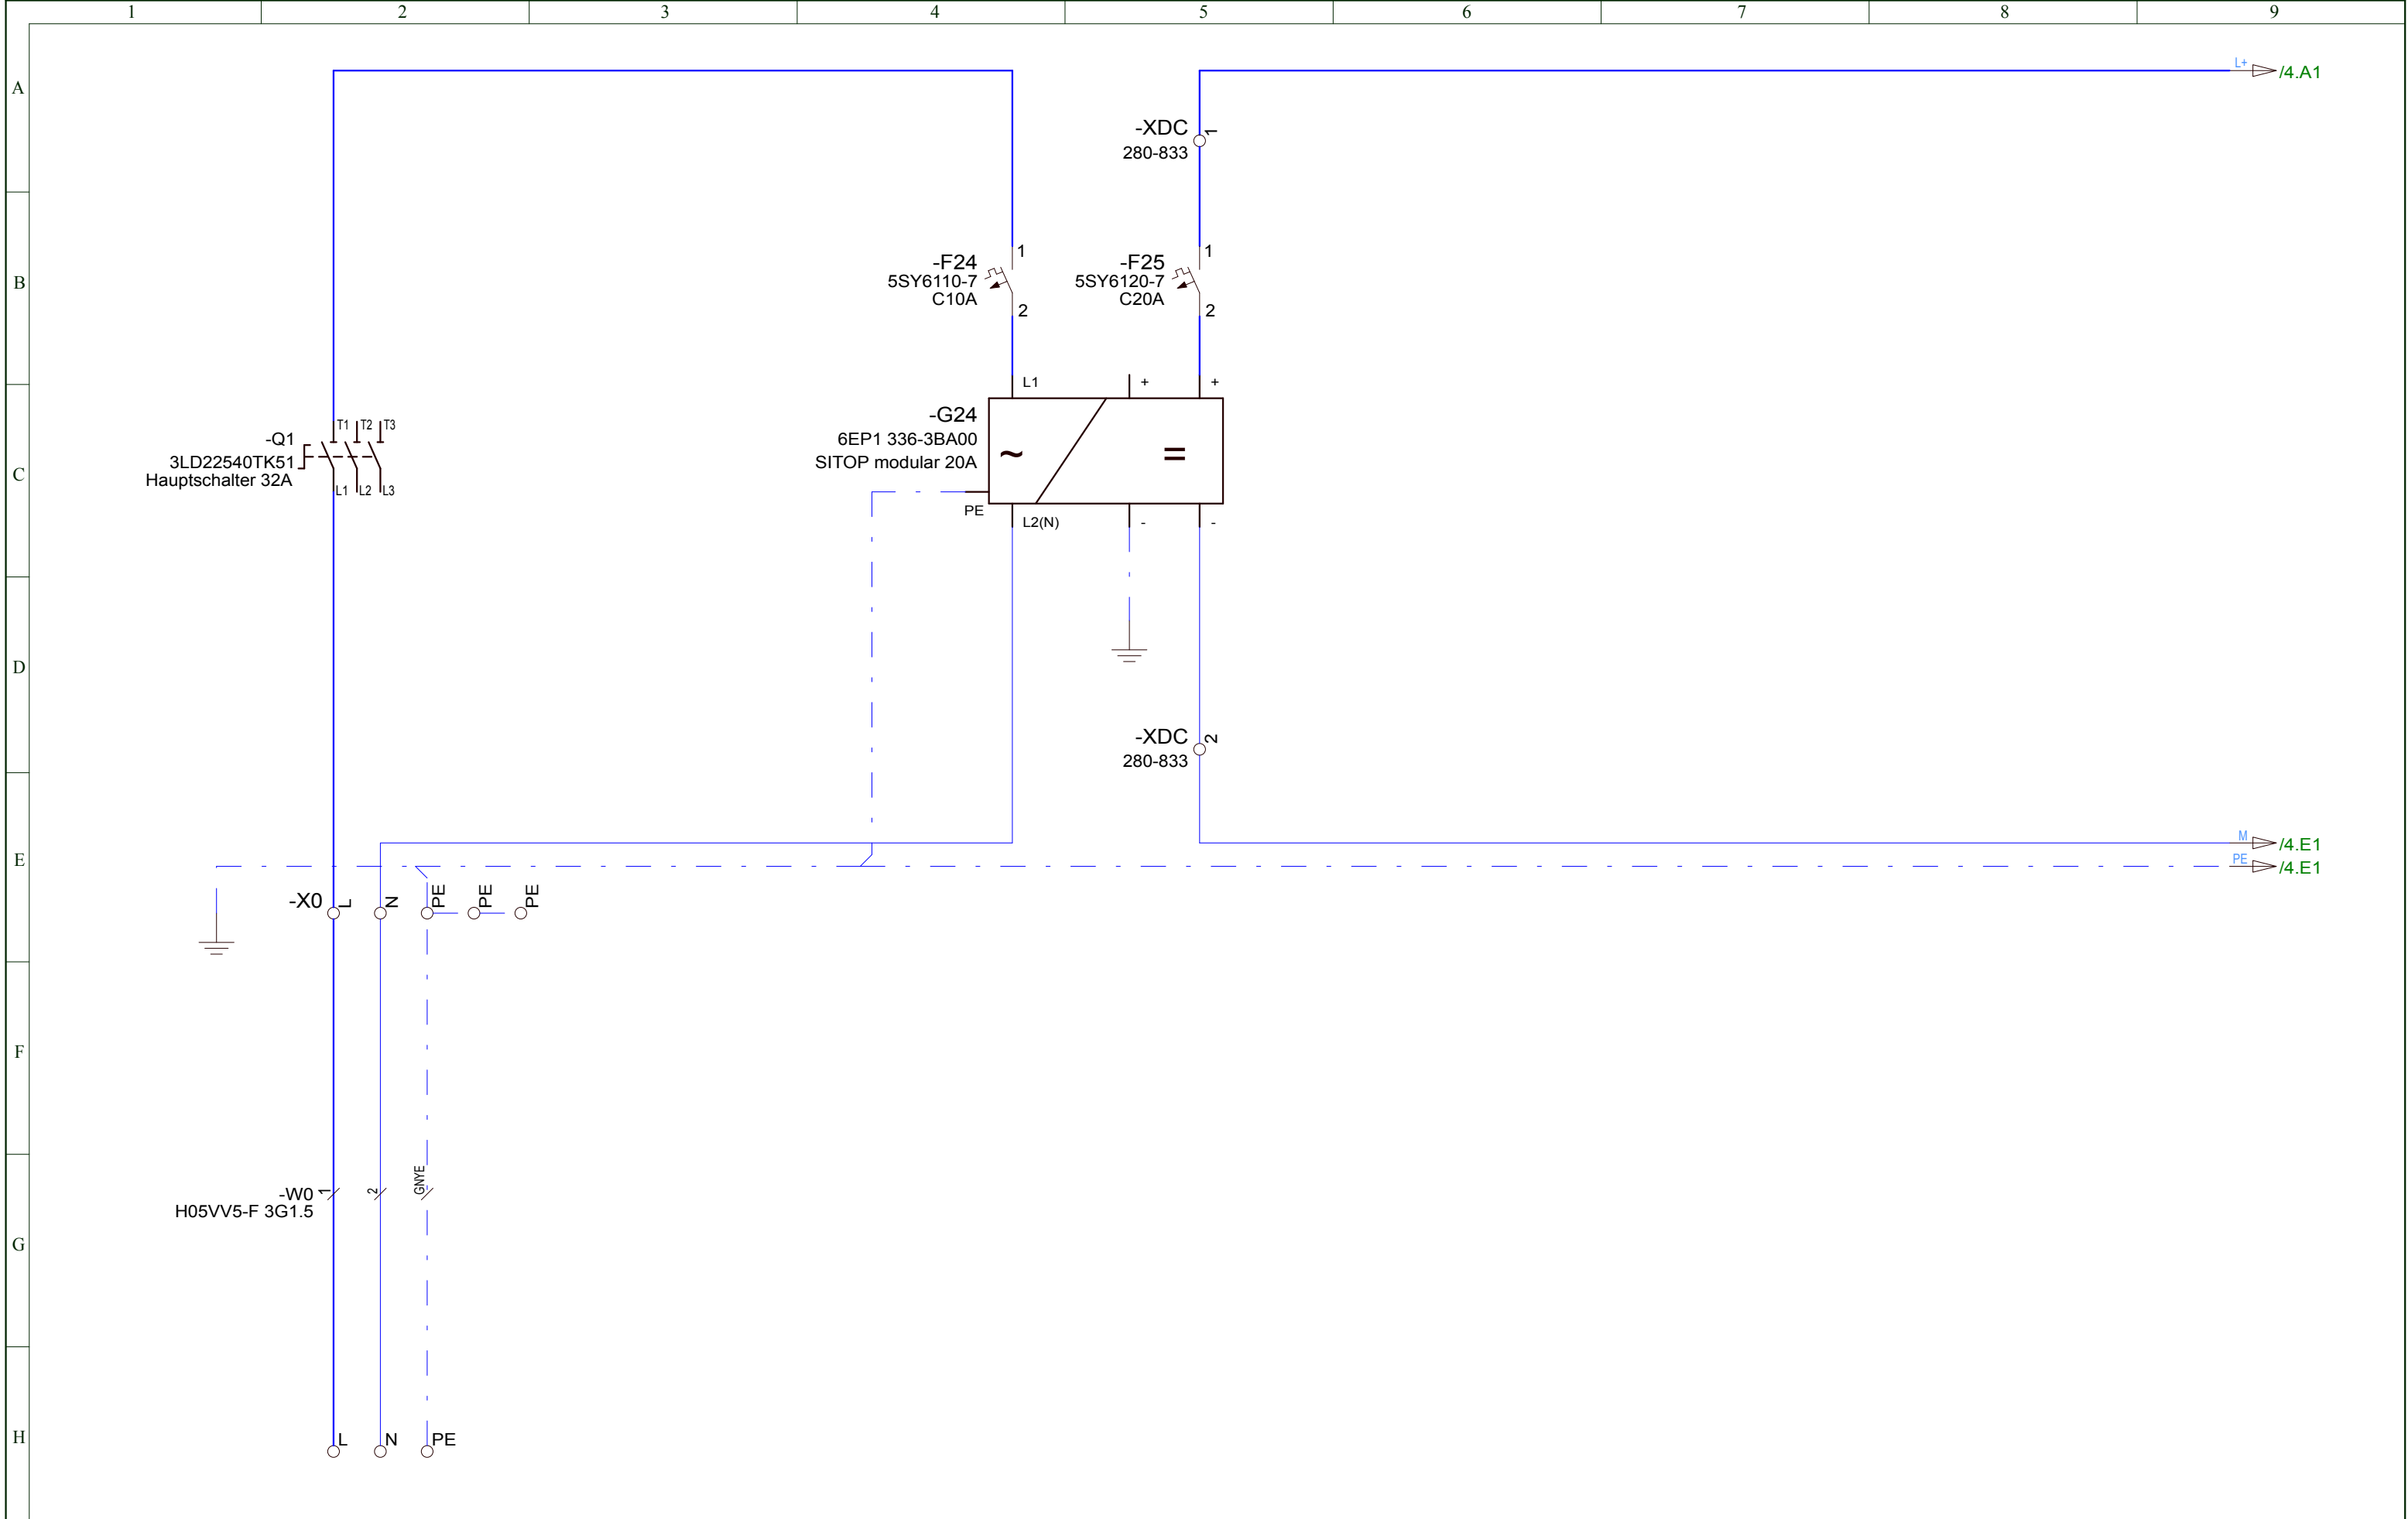 1 2 3 4 5 6 7 8 9
A
L+ /4.A1
-XDC 1
280-833
B
1 1
-F24 -F25
5SY6110-7 5SY6120-7
C10A C20A
2 2
C
L1 + +
-G24
6EP1 336-3BA00
SITOP modular 20A
~ =
PE L2(N) - -
T1 T2 T3
-Q1
3LD22540TK51
Hauptschalter 32A
L1 L2 L3
D
-XDC 2
280-833
E
M /4.E1
PE /4.E1
-X0 L N PE PE PE
F
GNYE
-W0 1 2
H05VV5-F 3G1.5
G
H
L N PE